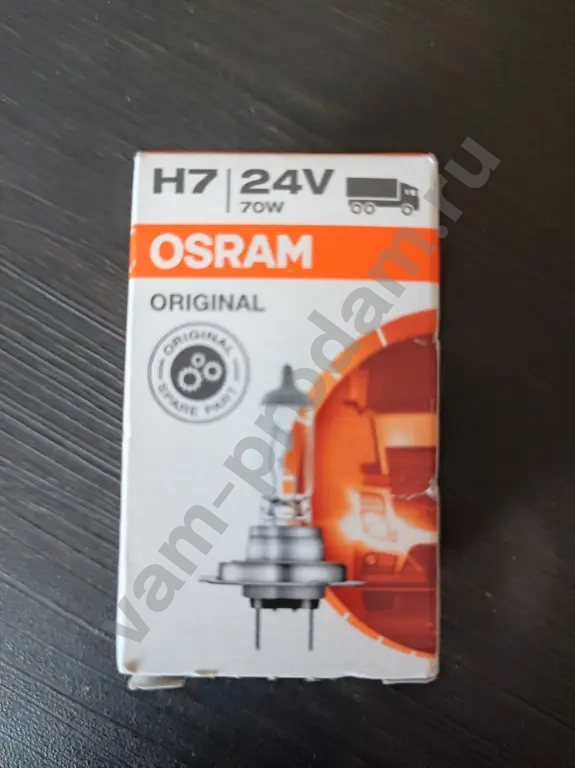 H7 24V
70W
OSRAM
ORIGINAL
ORIGINAL
SPARE PART
vam-prodam.ru